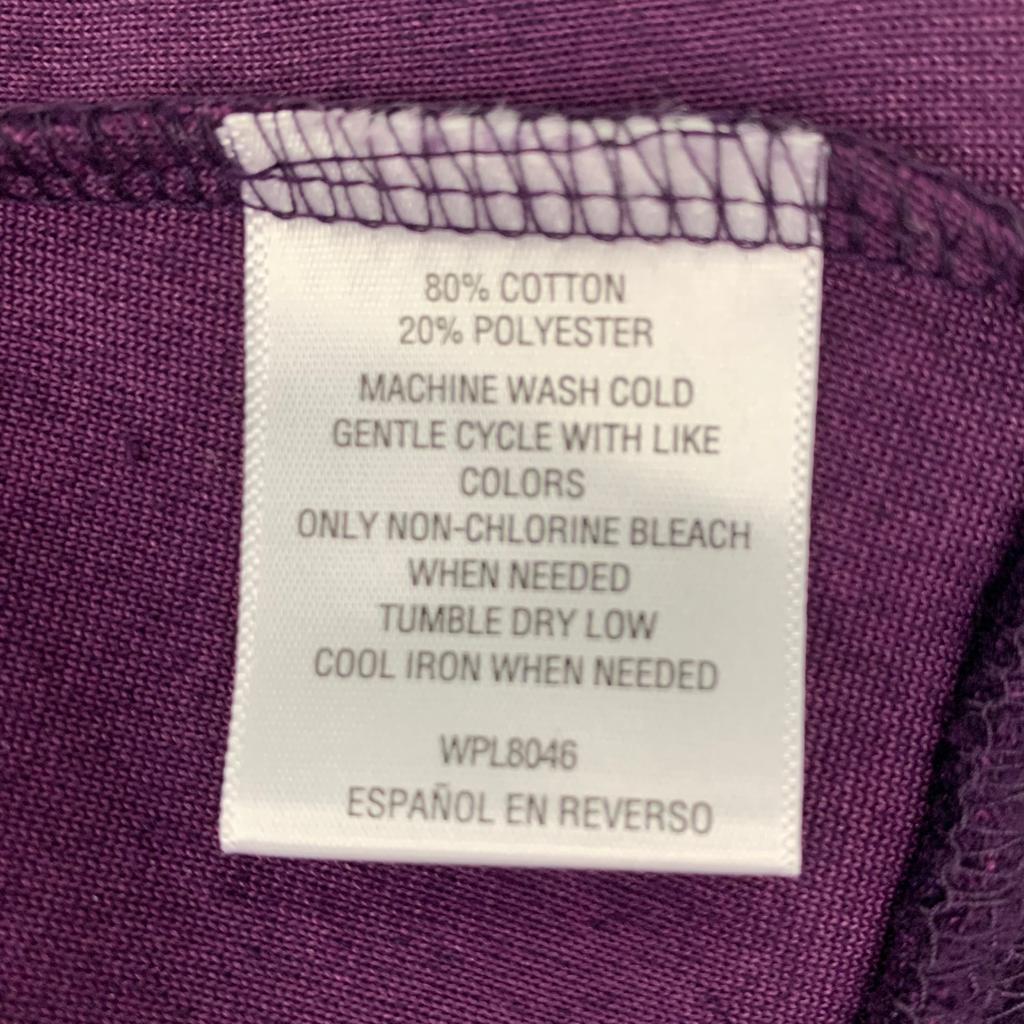 80% COTTON
20% POLYESTER
MACHINE WASH COLD
GENTLE CYCLE WITH LIKE
COLORS
ONLY NON-CHLORINE BLEACH
WHEN NEEDED
TUMBLE DRY LOW
COOL IRON WHEN NEEDED
WPL8046
ESPAÑOL EN REVERSO